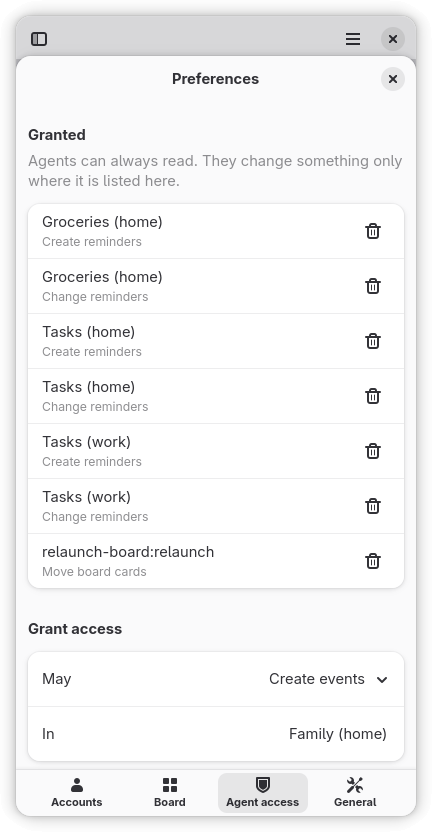 Preferences
Granted
Agents can always read. They change something only
where it is listed here.
Groceries (home)
Create reminders
Groceries (home)
Change reminders
Tasks (home)
Create reminders
Tasks (home)
Change reminders
Tasks (work)
Create reminders
Tasks (work)
Change reminders
relaunch-board:relaunch
Move board cards
Grant access
May Create events
In Family (home)
Accounts Board Agent access General